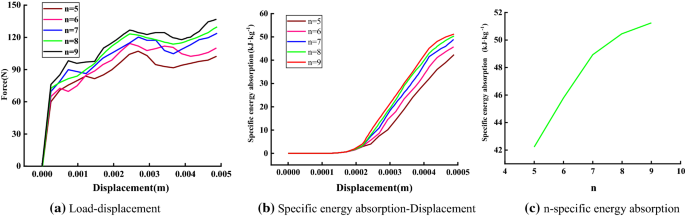 n=5
n=6
n=7
n=8
n=9
150
120
90
60
30
0
Force(N)
0.000 0.001 0.002 0.003 0.004 0.005
Displacement(m)
(a) Load-displacement
n=5
n=6
n=7
n=8
n=9
60
50
40
30
20
10
0
Specific energy absorption(kJ·kg⁻¹)
0.0000 0.0001 0.0002 0.0003 0.0004 0.0005
Displacement(m)
(b) Specific energy absorption-Displacement
52
50
48
46
44
42
Specific energy absorption (kJ·kg⁻¹)
4 5 6 7 8 9 10
n
(c) n-specific energy absorption